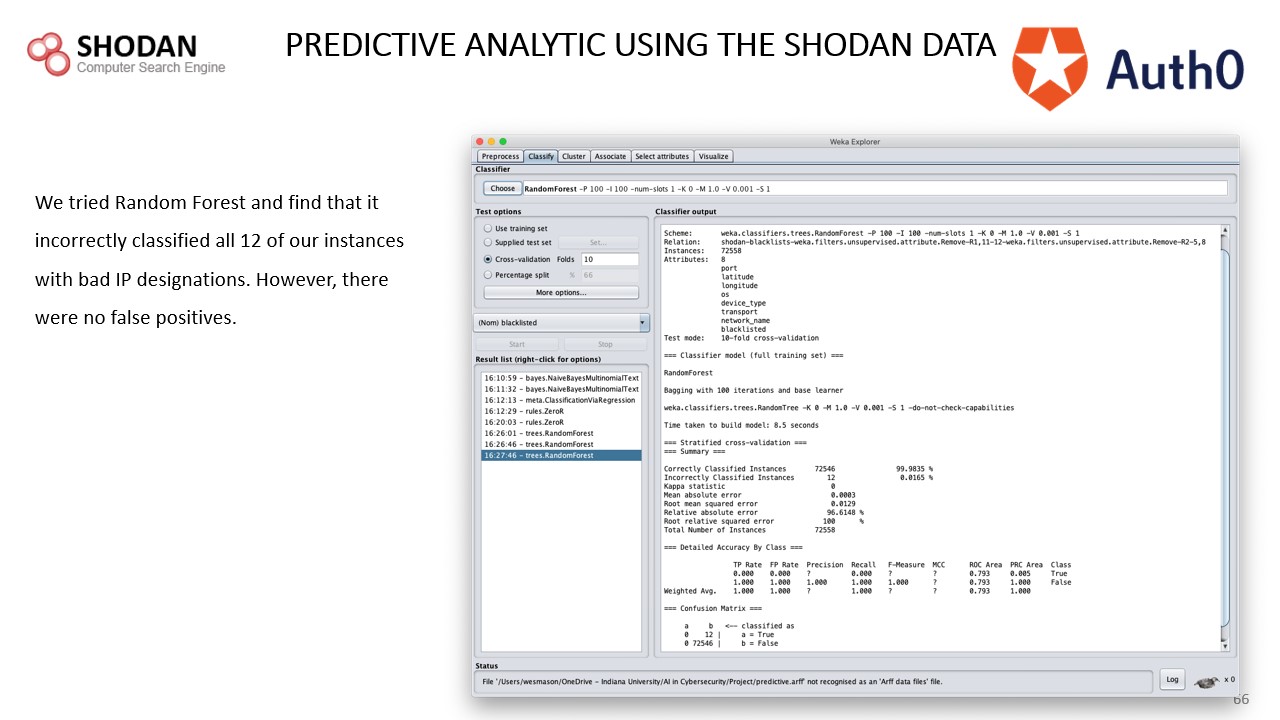 SHODAN
Computer Search Engine
PREDICTIVE ANALYTIC USING THE SHODAN DATA
Auth0
We tried Random Forest and find that it
incorrectly classified all 12 of our instances
with bad IP designations. However, there
were no false positives.
Weka Explorer
Preprocess Classify Cluster Associate Select attributes Visualize
Classifier
Choose RandomForest -P 100 -I 100 -num-slots 1 -K 0 -M 1.0 -V 0.001 -S 1
Test options
Use training set
Supplied test set Set...
Cross-validation Folds 10
Percentage split % 66
More options...
(Nom) blacklisted
Start Stop
Result list (right-click for options)
16:10:59 - bayes.NaiveBayesMultinomialText
16:11:32 - bayes.NaiveBayesMultinomialText
16:12:13 - meta.ClassificationViaRegression
16:12:29 - rules.ZeroR
16:20:03 - rules.ZeroR
16:26:01 - trees.RandomForest
16:26:46 - trees.RandomForest
16:27:46 - trees.RandomForest
Classifier output
Scheme: weka.classifiers.trees.RandomForest -P 100 -I 100 -num-slots 1 -K 0 -M 1.0 -V 0.001 -S 1
Relation: shodan-blacklists-weka.filters.unsupervised.attribute.Remove-R1,11-12-weka.filters.unsupervised.attribute.Remove-R2-5,8
Instances: 72558
Attributes: 8
port
latitude
longitude
os
device_type
transport
network_name
blacklisted
Test mode: 10-fold cross-validation
=== Classifier model (full training set) ===
RandomForest
Bagging with 100 iterations and base learner
weka.classifiers.trees.RandomTree -K 0 -M 1.0 -V 0.001 -S 1 -do-not-check-capabilities
Time taken to build model: 8.5 seconds
=== Stratified cross-validation ===
=== Summary ===
Correctly Classified Instances 72546 99.9835 %
Incorrectly Classified Instances 12 0.0165 %
Kappa statistic 0
Mean absolute error 0.0003
Root mean squared error 0.0129
Relative absolute error 96.6148 %
Root relative squared error 100 %
Total Number of Instances 72558
=== Detailed Accuracy By Class ===
TP Rate FP Rate Precision Recall F-Measure MCC ROC Area PRC Area Class
0.000 0.000 ? 0.000 ? ? 0.793 0.005 True
1.000 1.000 1.000 1.000 1.000 ? 0.793 1.000 False
Weighted Avg. 1.000 1.000 ? 1.000 ? ? 0.793 1.000
=== Confusion Matrix ===
a b <-- classified as
0 12 | a = True
0 72546 | b = False
Status
File '/Users/wesmason/OneDrive - Indiana University/AI in Cybersecurity/Project/predictive.arff' not recognised as an 'Arff data files' file.
Log x 0
66